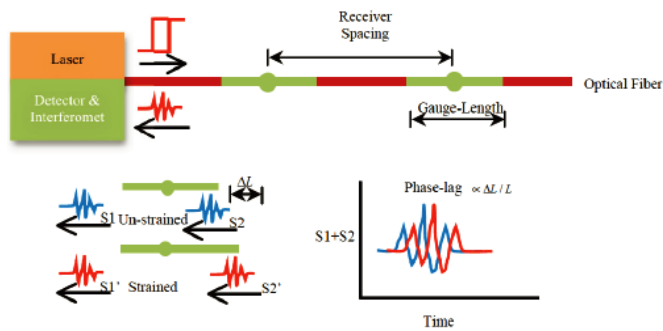 Receiver
Spacing
Laser
Detector &
Interferomet
Optical Fiber
Gauge-Length
ΔL
S1 Un-strained S2
S1' Strained S2'
Phase-lag ∝ ΔL / L
S1+S2
Time